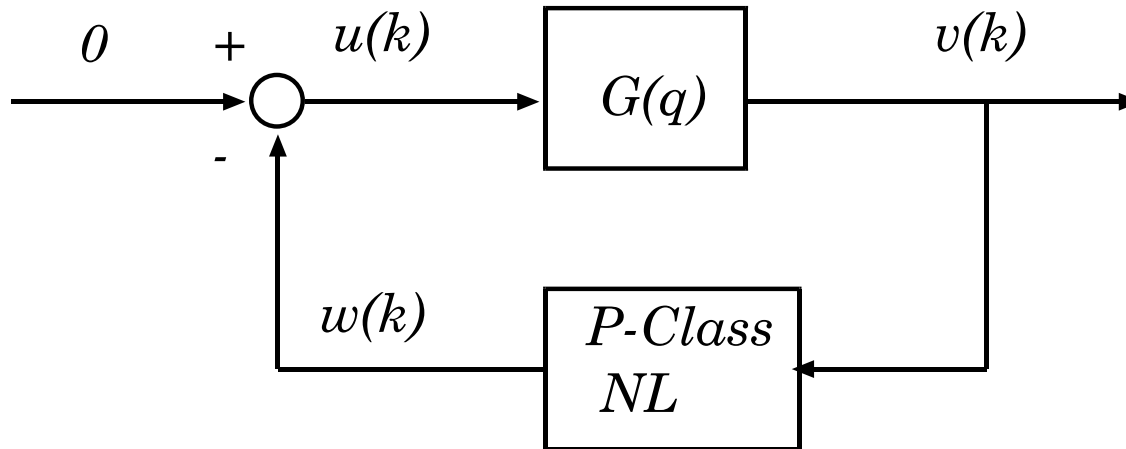 0
+
u(k)
G(q)
v(k)
-
w(k)
P-Class
NL